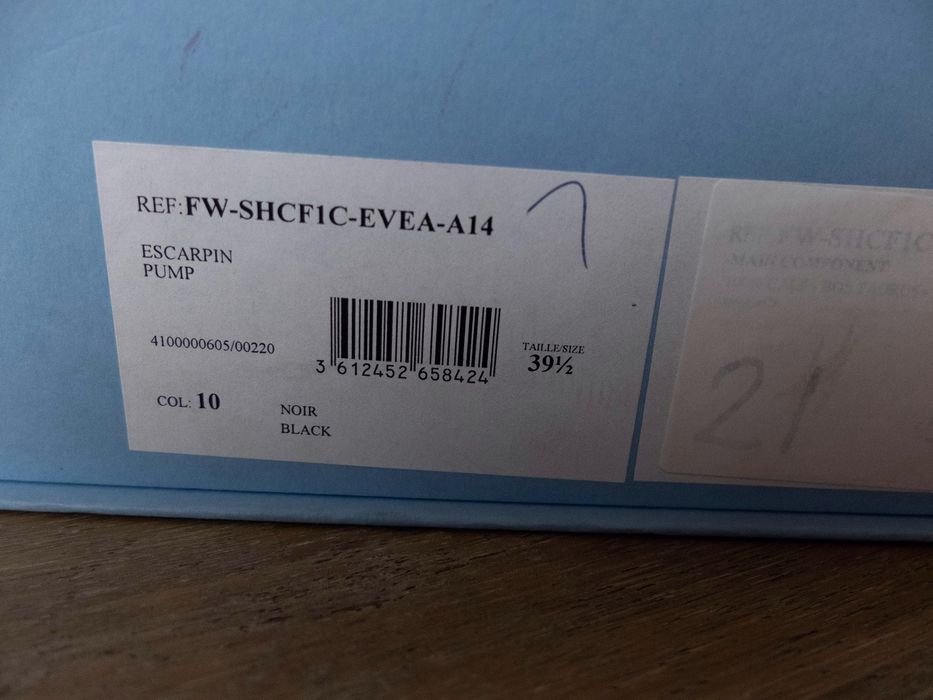 REF:FW-SHCF1C-EVEA-A14
ESCARPIN
PUMP
4100000605/00220
3 612452 658424
TAILLE/SIZE
39½
COL: 10
NOIR
BLACK
REF: FW-SHCF1C
-MAIN COMPONENT
21